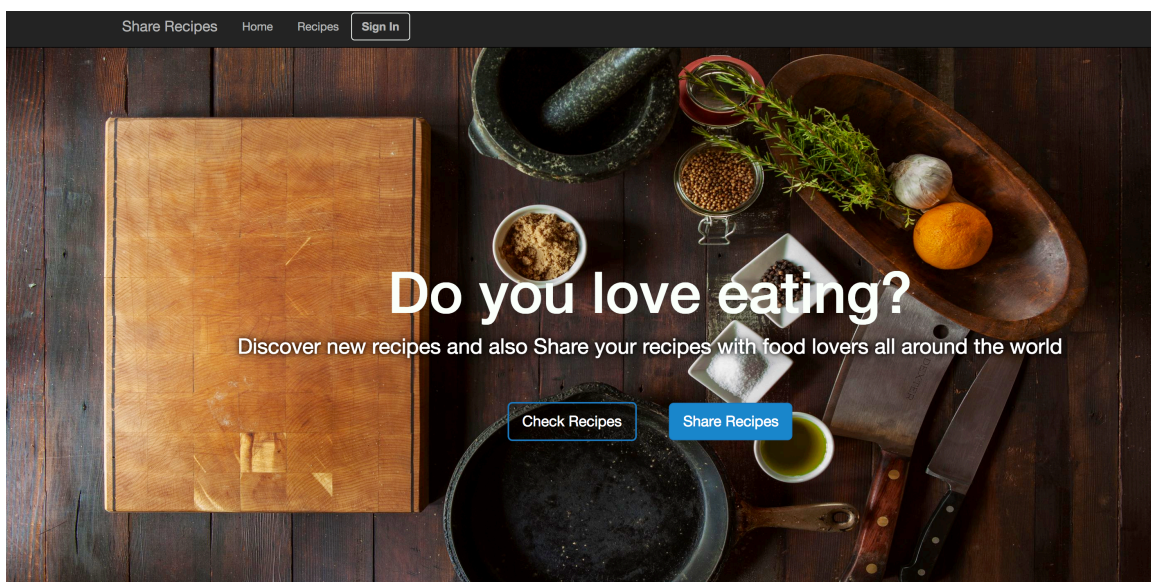 Share Recipes Home Recipes Sign In
Do you love eating?
Discover new recipes and also Share your recipes with food lovers all around the world
Check Recipes Share Recipes